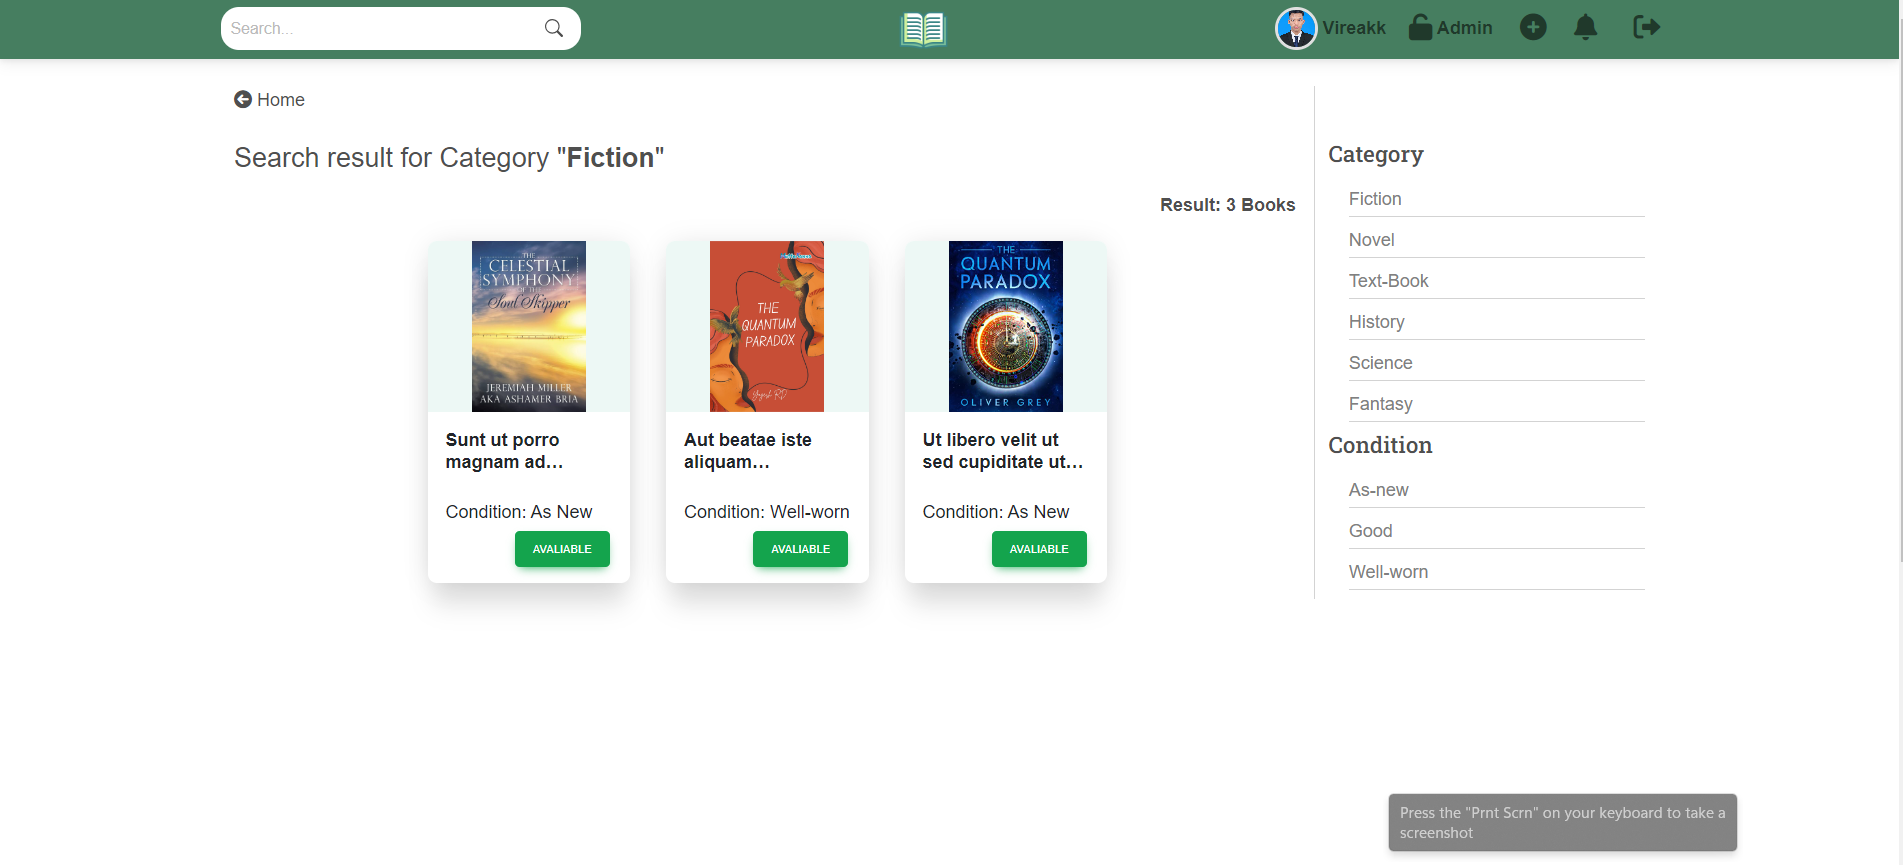 Search...
Vireakk
Admin
Home
Search result for Category "Fiction"
Result: 3 Books
THE
CELESTIAL
SYMPHONY
OF THE
Soul Skipper
JEREMIAH MILLER
AKA ASHAMER BRIA
Sunt ut porro
magnam ad...
Condition: As New
AVALIABLE
THE
QUANTUM
PARADOX
Aut beatae iste
aliquam...
Condition: Well-worn
AVALIABLE
THE
QUANTUM
PARADOX
OLIVER GREY
Ut libero velit ut
sed cupiditate ut...
Condition: As New
AVALIABLE
Category
Fiction
Novel
Text-Book
History
Science
Fantasy
Condition
As-new
Good
Well-worn
Press the "Prnt Scrn" on your keyboard to take a
screenshot